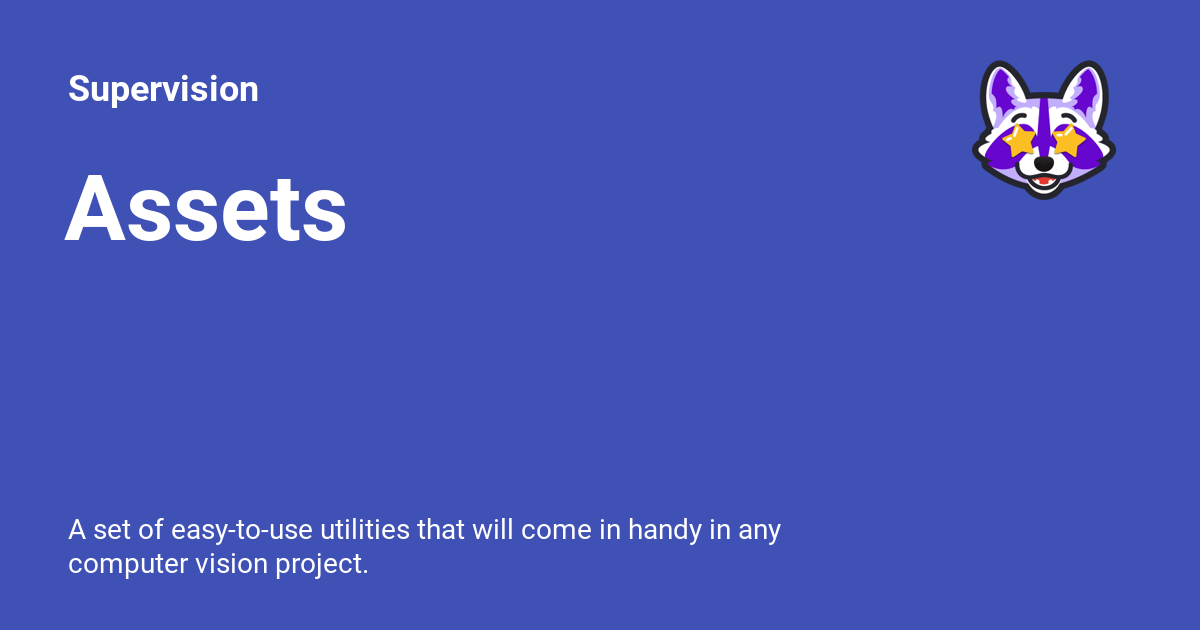 Supervision
Assets
A set of easy-to-use utilities that will come in handy in any
computer vision project.